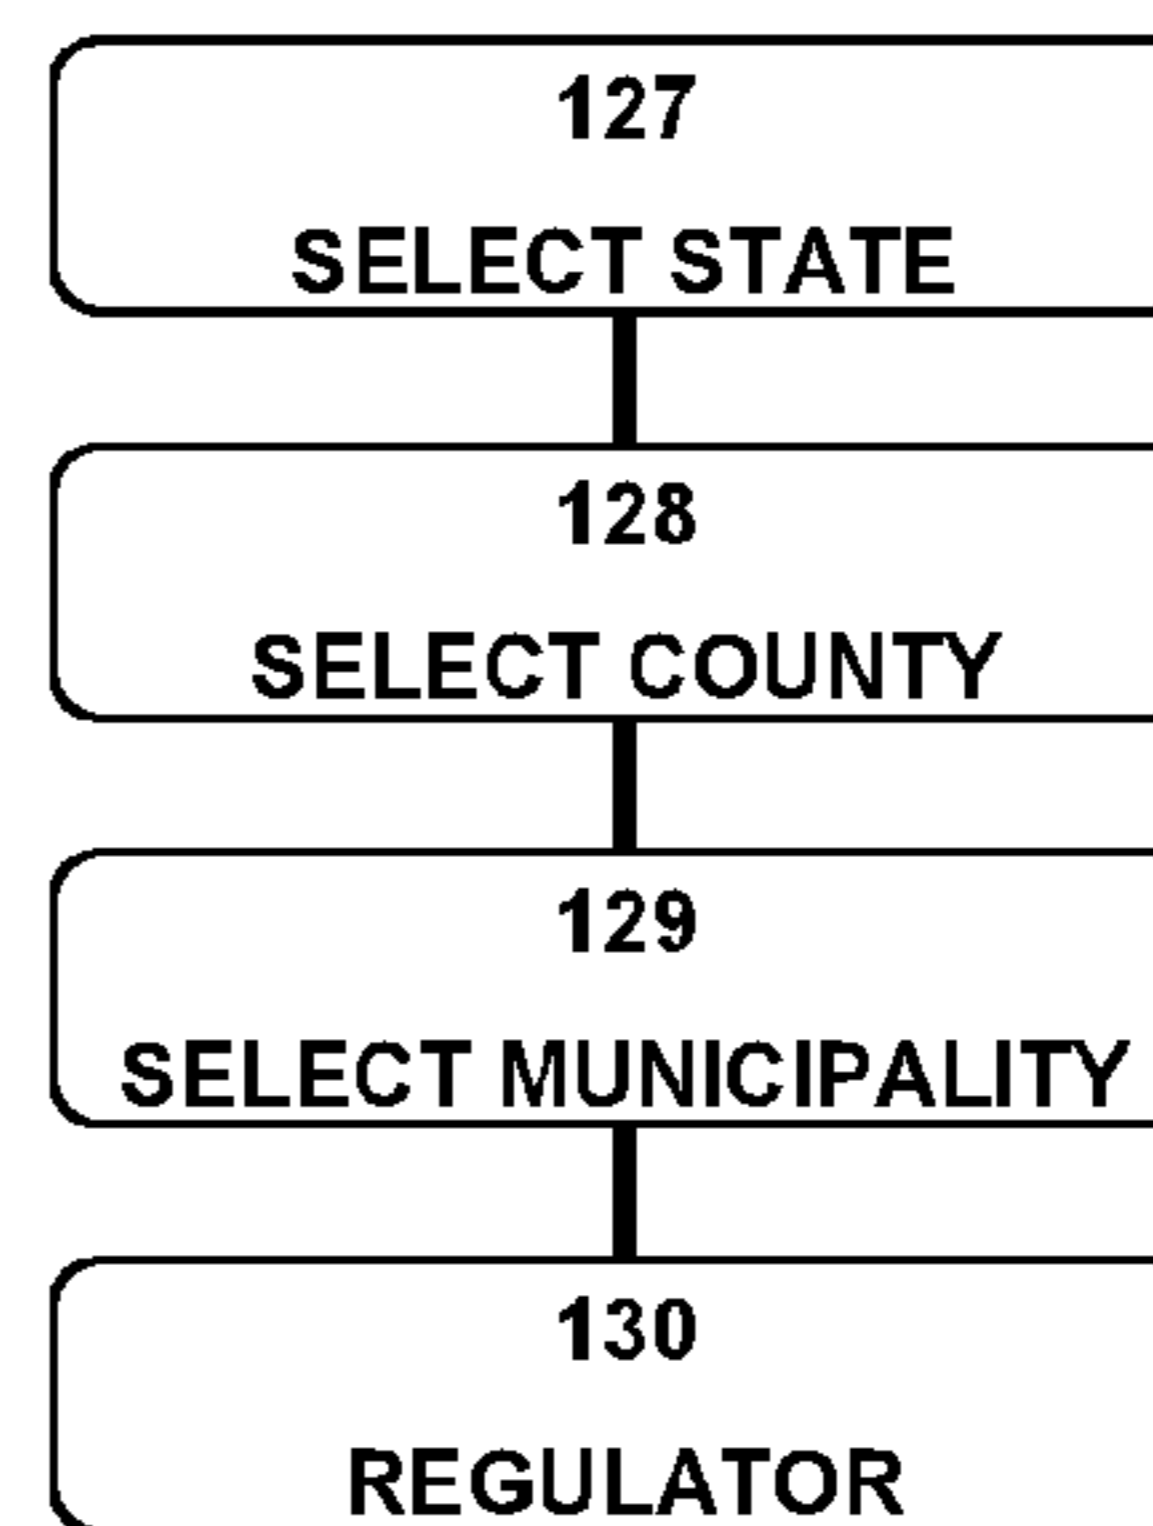 127
SELECT STATE
128
SELECT COUNTY
129
SELECT MUNICIPALITY
130
REGULATOR